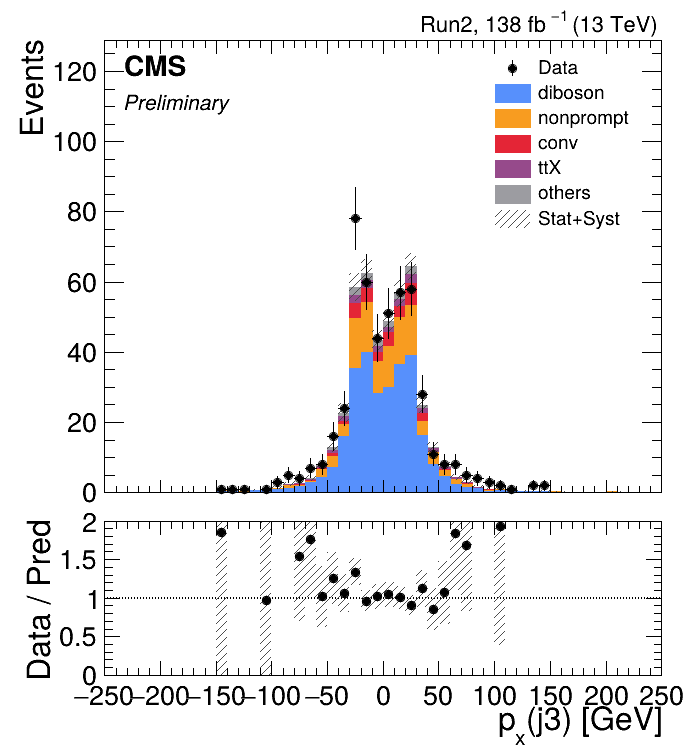 Run2, 138 fb⁻¹ (13 TeV)
Events
CMS
Preliminary
Data
diboson
nonprompt
conv
ttX
others
Stat+Syst
120
100
80
60
40
20
0
Data / Pred
2
1.5
1
0.5
0
−250 −200 −150 −100 −50 0 50 100 150 200 250
pₓ(j3) [GeV]